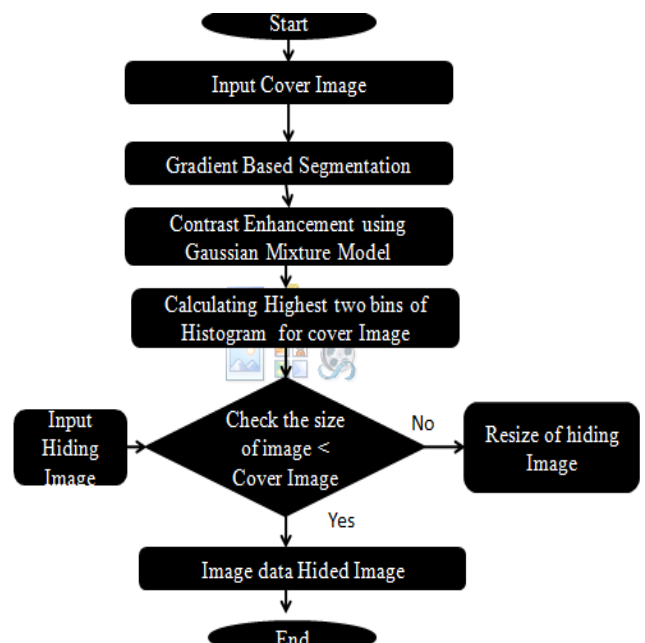 Start
Input Cover Image
Gradient Based Segmentation
Contrast Enhancement using
Gaussian Mixture Model
Calculating Highest two bins of
Histogram for cover Image
Input
Hiding
Image
Check the size
of image <
Cover Image
No
Resize of hiding
Image
Yes
Image data Hided Image
End